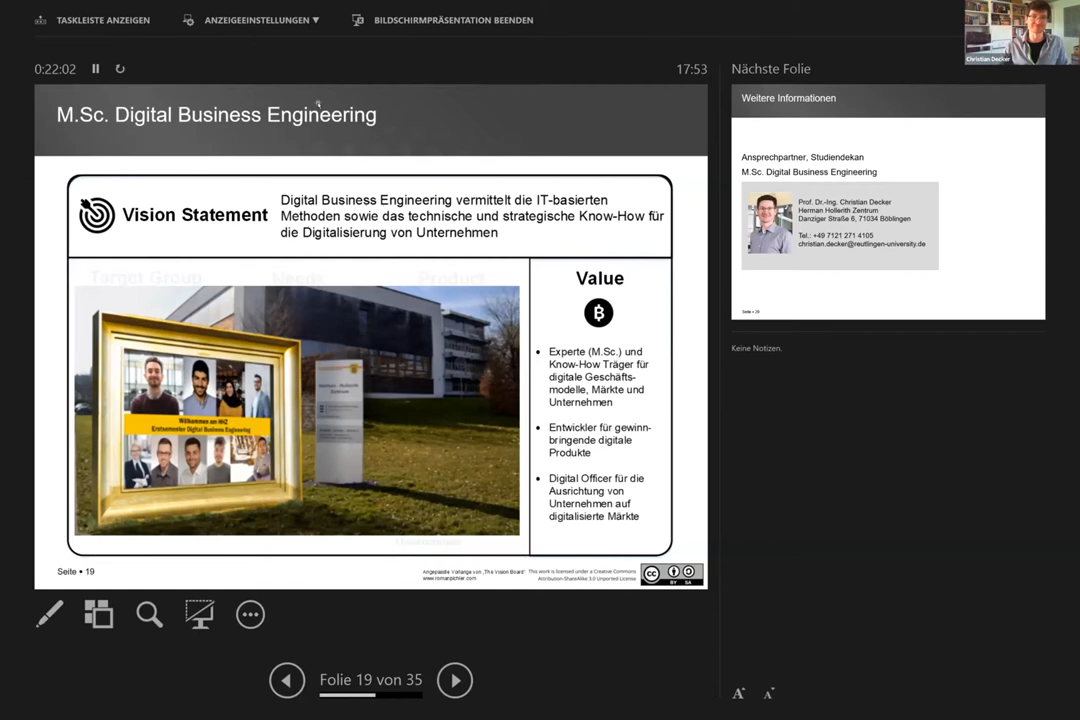 TASKLEISTE ANZEIGEN
ANZEIGEEINSTELLUNGEN ▼
BILDSCHIRMPRÄSENTATION BEENDEN
Christian Decker
0:22:02
17:53
M.Sc. Digital Business Engineering
Vision Statement
Digital Business Engineering vermittelt die IT-basierten
Methoden sowie das technische und strategische Know-How für
die Digitalisierung von Unternehmen
Target Group
Needs
Product
Willkommen am HHZ
Erstsemester Digital Business Engineering
Value
Experte (M.Sc.) und
Know-How Träger für
digitale Geschäfts-
modelle, Märkte und
Unternehmen
Entwickler für gewinn-
bringende digitale
Produkte
Digital Officer für die
Ausrichtung von
Unternehmen auf
digitalisierte Märkte
Seite ▪ 19
Angepasste Vorlange von „The Vision Board“
www.romanpichler.com
This work is licensed under a Creative Commons
Attribution-ShareAlike 3.0 Unported License
CC BY SA
Folie 19 von 35
Nächste Folie
Weitere Informationen
Ansprechpartner, Studiendekan
M.Sc. Digital Business Engineering
Prof. Dr.-Ing. Christian Decker
Herman Hollerith Zentrum
Danziger Straße 6, 71034 Böblingen
Tel.: +49 7121 271 4105
christian.decker@reutlingen-university.de
Seite ▪ 29
Keine Notizen.